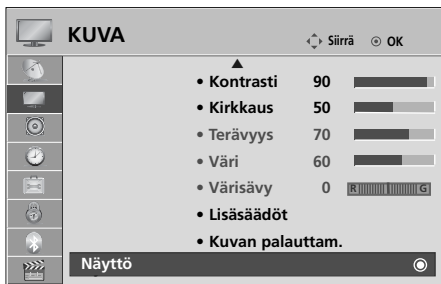 KUVA
Siirrä OK
• Kontrasti 90
• Kirkkaus 50
• Terävyys 70
• Väri 60
• Värisävy 0 R G
• Lisäsäädöt
• Kuvan palauttam.
Näyttö